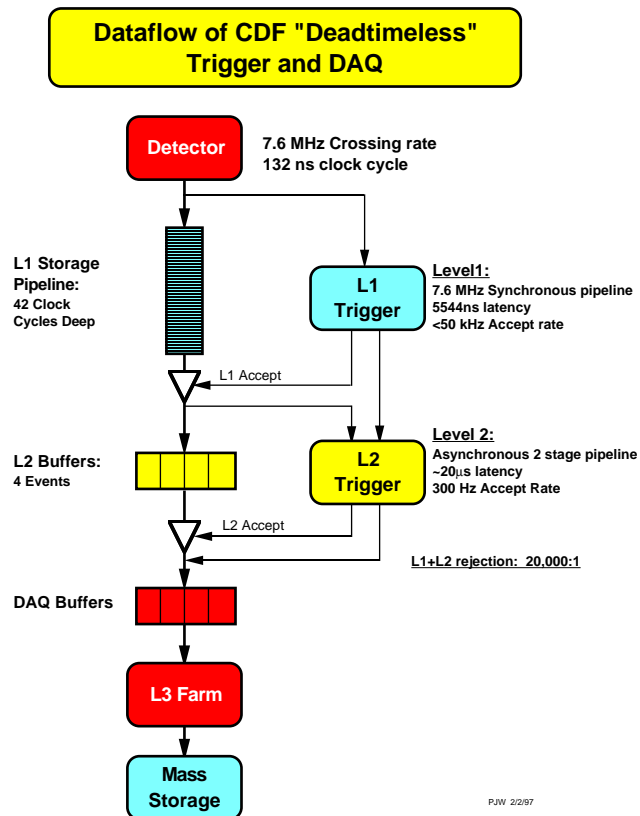 Dataflow of CDF "Deadtimeless"
Trigger and DAQ
Detector
7.6 MHz Crossing rate
132 ns clock cycle
L1 Storage
Pipeline:
42 Clock
Cycles Deep
L1
Trigger
Level1:
7.6 MHz Synchronous pipeline
5544ns latency
<50 kHz Accept rate
L1 Accept
L2 Buffers:
4 Events
L2
Trigger
Level 2:
Asynchronous 2 stage pipeline
~20μs latency
300 Hz Accept Rate
L2 Accept
L1+L2 rejection: 20,000:1
DAQ Buffers
L3 Farm
Mass
Storage
PJW 2/2/97